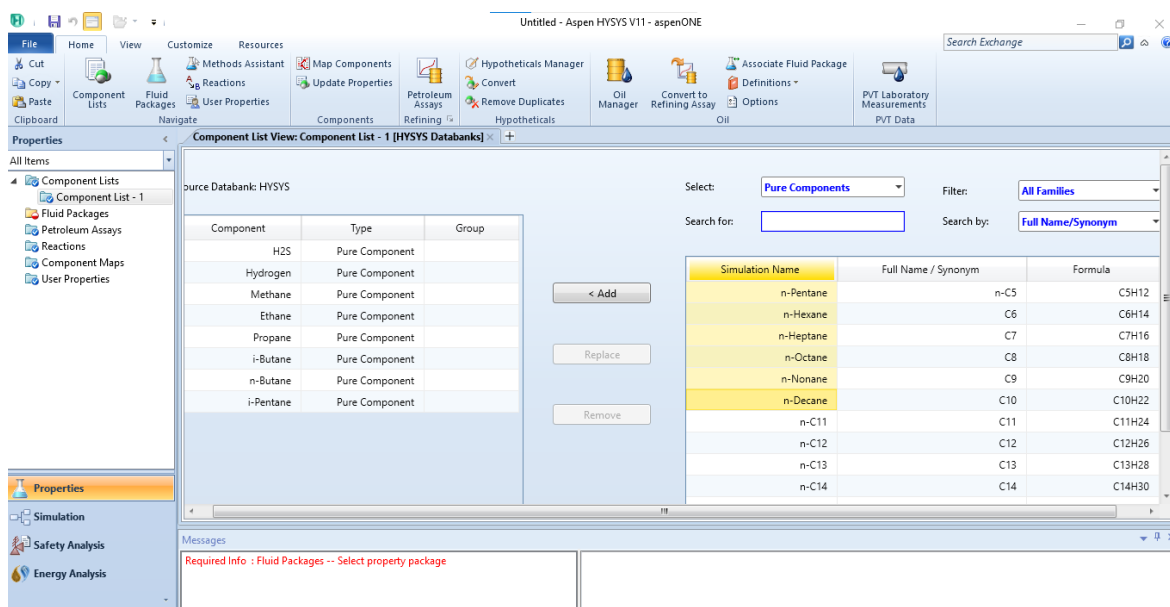 Untitled - Aspen HYSYS V11 - aspenONE
File Home View Customize Resources Search Exchange
Cut
Copy
Paste
Clipboard
Component Lists
Fluid Packages
Methods Assistant
Reactions
User Properties
Navigate
Map Components
Update Properties
Components
Petroleum Assays
Refining
Hypotheticals Manager
Convert
Remove Duplicates
Hypotheticals
Oil Manager
Convert to Refining Assay
Associate Fluid Package
Definitions
Options
Oil
PVT Laboratory Measurements
PVT Data
Properties
All Items
Component Lists
Component List - 1
Fluid Packages
Petroleum Assays
Reactions
Component Maps
User Properties
Properties
Simulation
Safety Analysis
Energy Analysis
Component List View: Component List - 1 [HYSYS Databanks]
ource Databank: HYSYS
Component Type Group
H2S Pure Component
Hydrogen Pure Component
Methane Pure Component
Ethane Pure Component
Propane Pure Component
i-Butane Pure Component
n-Butane Pure Component
i-Pentane Pure Component
< Add
Replace
Remove
Select: Pure Components Filter: All Families
Search for: Search by: Full Name/Synonym
Simulation Name Full Name / Synonym Formula
n-Pentane n-C5 C5H12
n-Hexane C6 C6H14
n-Heptane C7 C7H16
n-Octane C8 C8H18
n-Nonane C9 C9H20
n-Decane C10 C10H22
n-C11 C11 C11H24
n-C12 C12 C12H26
n-C13 C13 C13H28
n-C14 C14 C14H30
Messages
Required Info : Fluid Packages -- Select property package